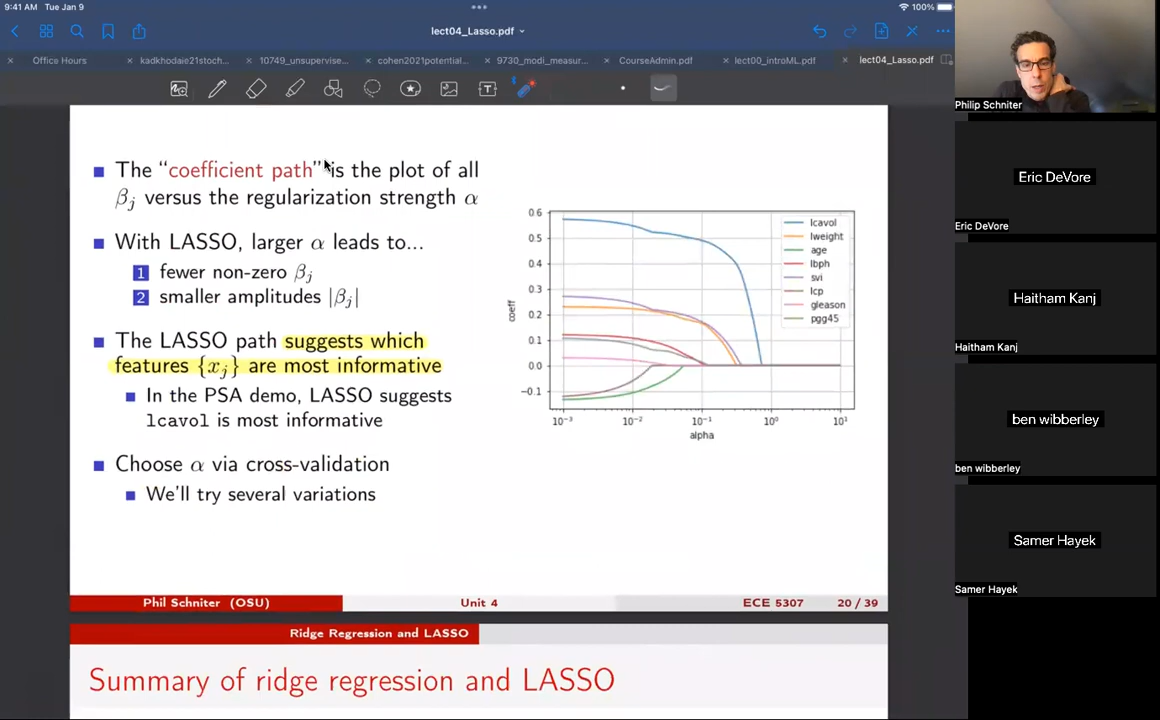 9:41 AM Tue Jan 9
100%
lect04_Lasso.pdf
Office Hours
kadkhodaie21stoch...
10749_unsupervise...
cohen2021potential...
9730_modi_measur...
CourseAdmin.pdf
lect00_introML.pdf
lect04_Lasso.pdf
The “coefficient path” is the plot of all
βj versus the regularization strength α
With LASSO, larger α leads to...
1 fewer non-zero βj
2 smaller amplitudes |βj|
The LASSO path suggests which
features {xj} are most informative
In the PSA demo, LASSO suggests
lcavol is most informative
Choose α via cross-validation
We'll try several variations
0.6
0.5
0.4
0.3
0.2
0.1
0.0
−0.1
coeff
10⁻³
10⁻²
10⁻¹
10⁰
10¹
alpha
lcavol
lweight
age
lbph
svi
lcp
gleason
pgg45
Phil Schniter (OSU)
Unit 4
ECE 5307
20 / 39
Ridge Regression and LASSO
Summary of ridge regression and LASSO
Philip Schniter
Eric DeVore
Eric DeVore
Haitham Kanj
Haitham Kanj
ben wibberley
ben wibberley
Samer Hayek
Samer Hayek